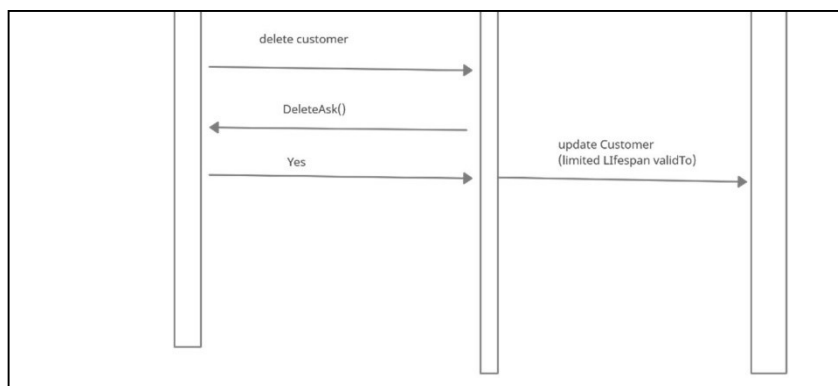 delete customer
DeleteAsk()
Yes
update Customer
(limited LIfespan validTo)